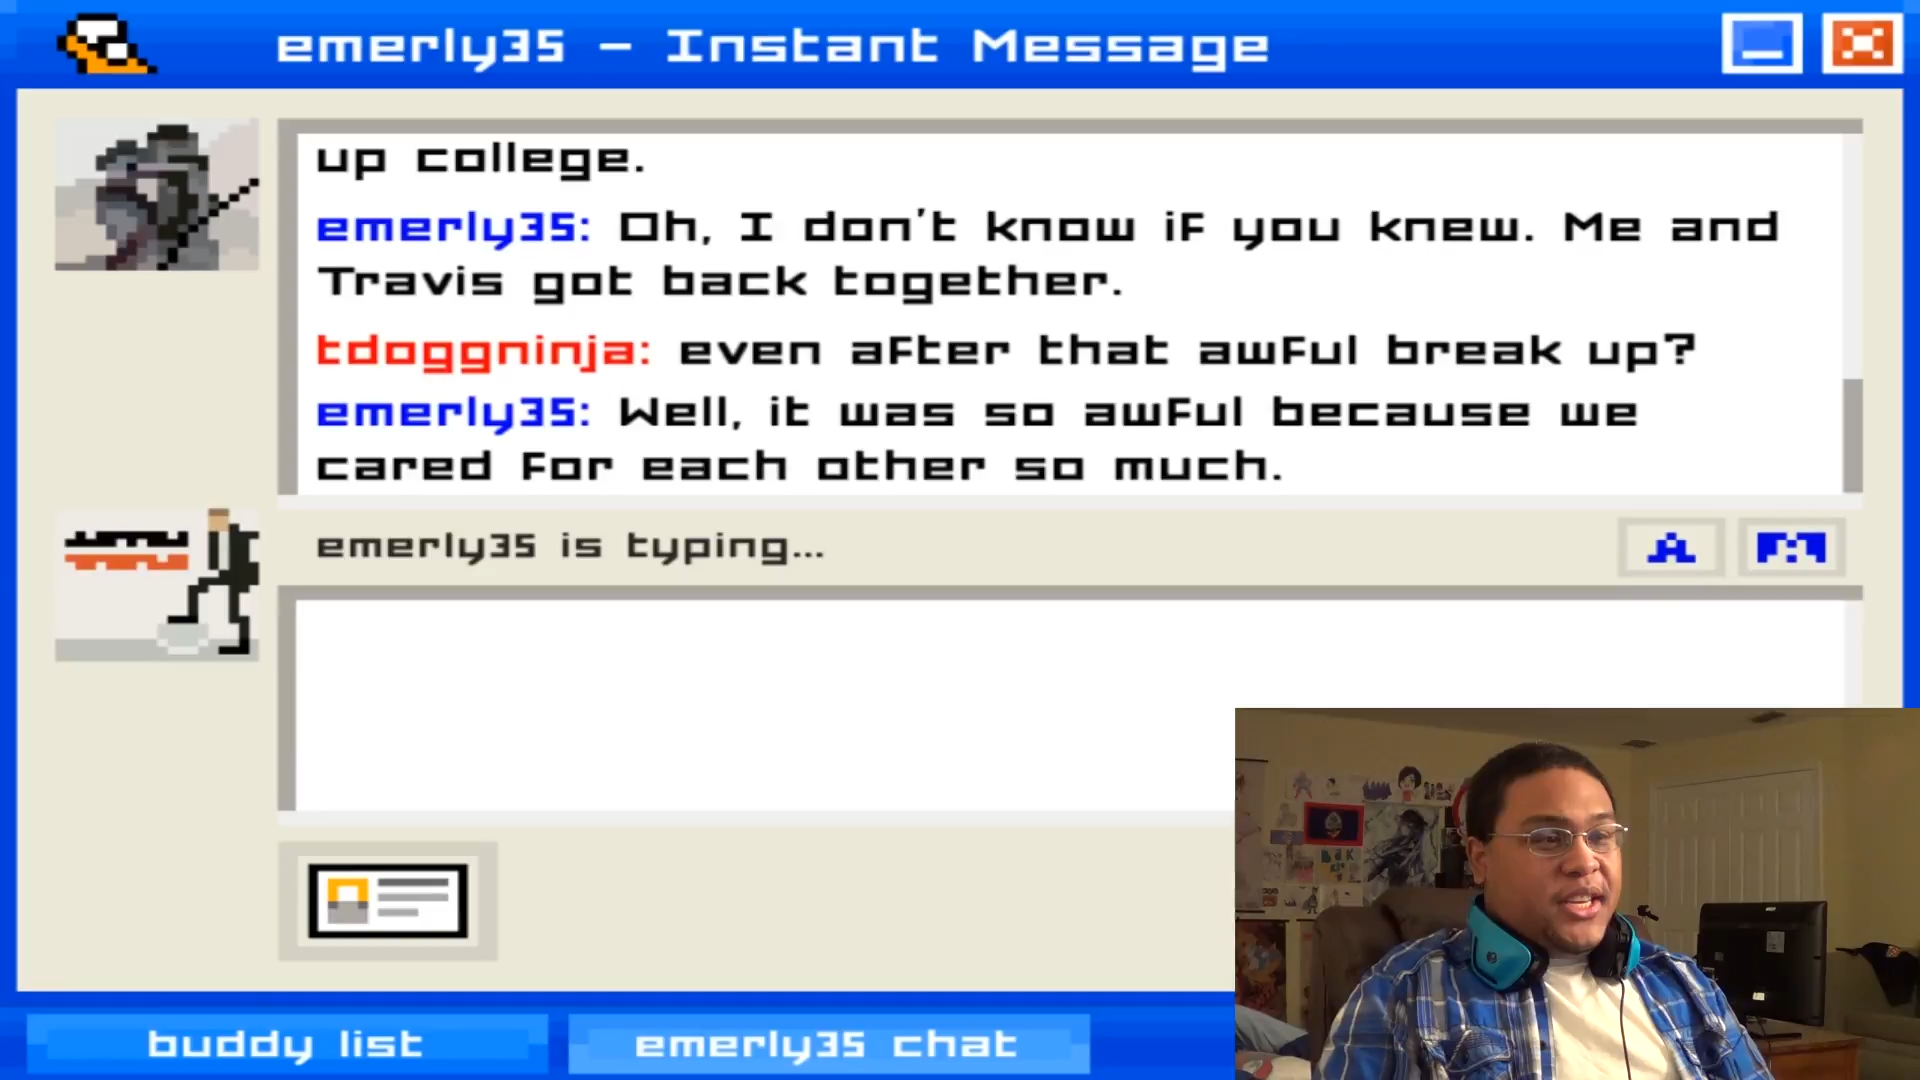 emerly35 - Instant Message
up college.
emerly35: Oh, I don't know if you knew. Me and
Travis got back together.
tdoggninja: even after that awful break up?
emerly35: Well, it was so awful because we
cared for each other so much.
emerly35 is typing...
A
buddy list
emerly35 chat